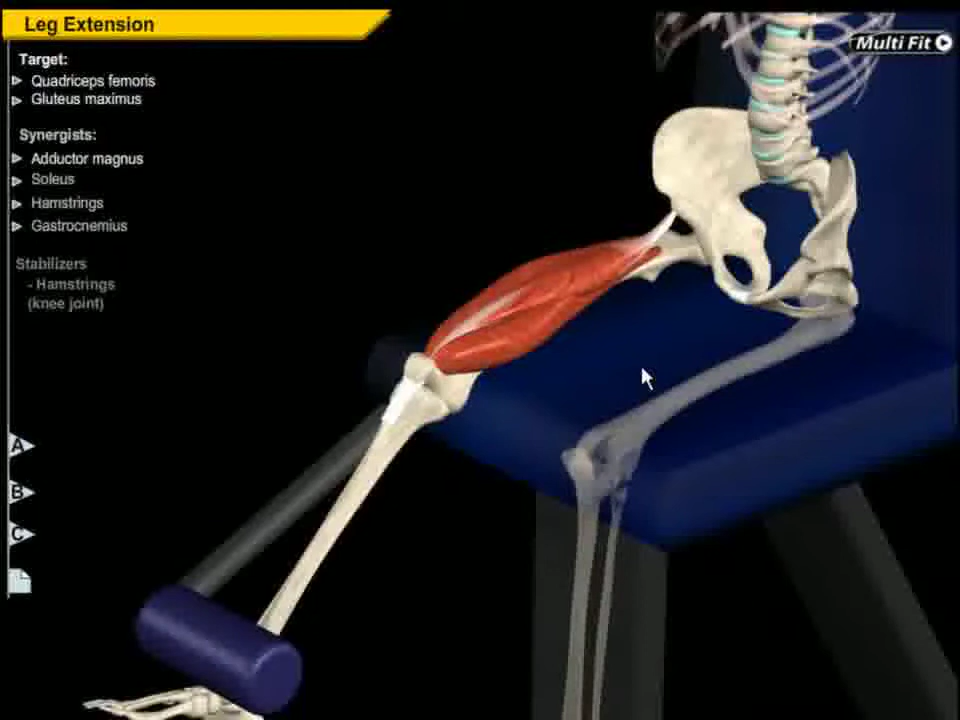 Leg Extension
Multi Fit
Target:
Quadriceps femoris
Gluteus maximus
Synergists:
Adductor magnus
Soleus
Hamstrings
Gastrocnemius
Stabilizers
- Hamstrings
(knee joint)
A
B
C